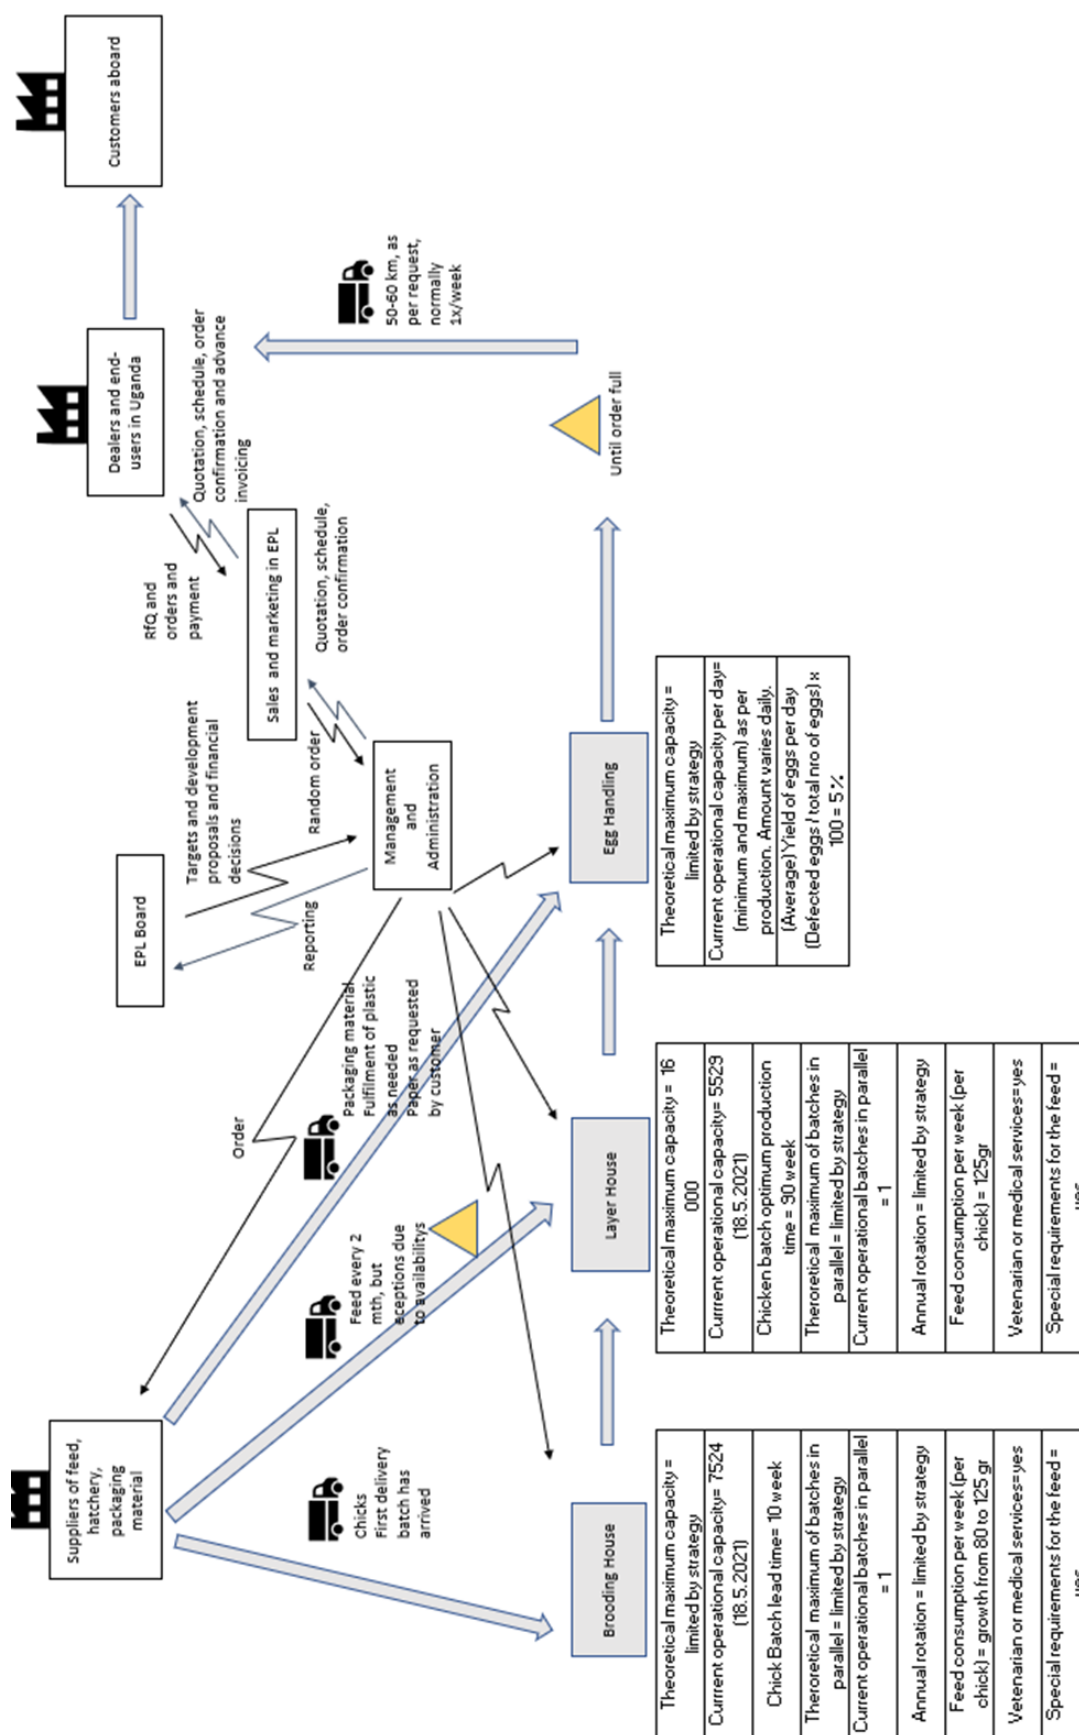 Suppliers of feed,
hatchery,
packaging
material
Order
EPL Board
Targets and development
proposals and financial
decisions
Reporting
RfQ and
orders and
payment
Dealers and end-
users in Uganda
Quotation, schedule, order
confirmation and advance
invoicing
Customers aboard
Sales and marketing in EPL
Random order
Quotation, schedule,
order confirmation
Management
and
Administration
Chicks
First delivery
batch has
arrived
Feed every 2
mth, but
eceptions due
to availabilitys
Packaging material
Fulfilment of plastic
as needed
Paper as requested
by customer
50-60 km, as
per request,
normally
1x/week
Brooding House
Layer House
Egg Handling
Until order full
Theoretical maximum capacity =
limited by strategy
Currrent operational capacity= 7524
(18.5.2021)
Chick Batch lead time= 10 week
Theroretical maximum of batches in
parallel = limited by strategy
Current operational batches in parallel
= 1
Annual rotation = limited by strategy
Feed consumption per week (per
chick) = growth from 80 to 125 gr
Vetenarian or medical services=yes
Special requirements for the feed =
Theoretical maximum capacity = 16
000
Currrent operational capacity= 5529
(18.5.2021)
Chicken batch optimum production
time = 90 week
Theroretical maximum of batches in
parallel = limited by strategy
Current operational batches in parallel
= 1
Annual rotation = limited by strategy
Feed consumption per week (per
chick) = 125gr
Vetenarian or medical services=yes
Special requirements for the feed =
Theoretical maximum capacity =
limited by strategy
Currrent operational capacity per day=
(minimum and maximum) as per
production. Amount varies daily.
(Average) Yield of eggs per day
(Defected eggs / total nro of eggs) x
100 = 5%